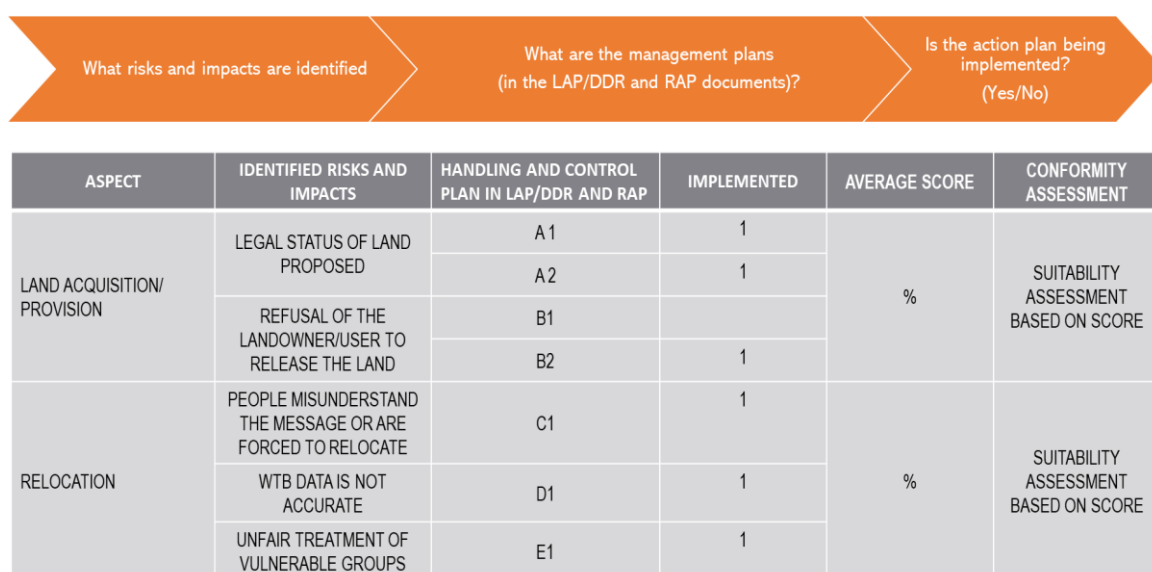 What risks and impacts are identified
What are the management plans
(in the LAP/DDR and RAP documents)?
Is the action plan being
implemented?
(Yes/No)
ASPECT
IDENTIFIED RISKS AND
IMPACTS
HANDLING AND CONTROL
PLAN IN LAP/DDR AND RAP
IMPLEMENTED
AVERAGE SCORE
CONFORMITY
ASSESSMENT
LAND ACQUISITION/
PROVISION
LEGAL STATUS OF LAND
PROPOSED
A 1
1
A 2
1
REFUSAL OF THE
LANDOWNER/USER TO
RELEASE THE LAND
B1
B2
1
%
SUITABILITY
ASSESSMENT
BASED ON SCORE
RELOCATION
PEOPLE MISUNDERSTAND
THE MESSAGE OR ARE
FORCED TO RELOCATE
C1
1
WTB DATA IS NOT
ACCURATE
D1
1
UNFAIR TREATMENT OF
VULNERABLE GROUPS
E1
1
%
SUITABILITY
ASSESSMENT
BASED ON SCORE